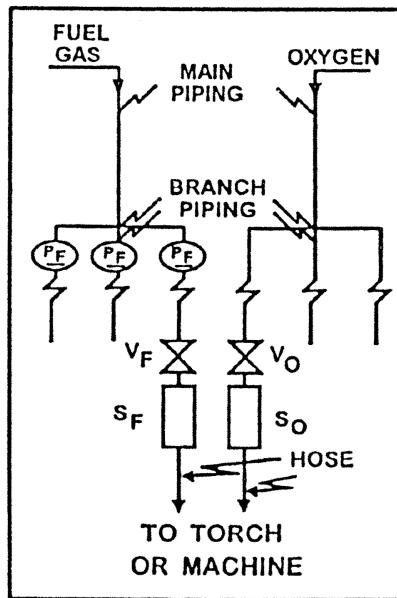 FUEL
GAS
OXYGEN
MAIN
PIPING
BRANCH
PIPING
PF
PF
PF
VF
VO
SF
SO
HOSE
TO TORCH
OR MACHINE